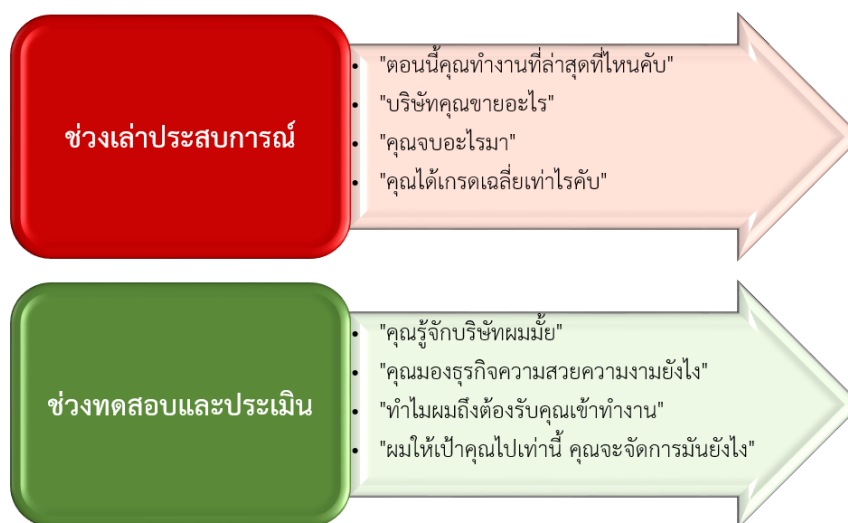 ช่วงเล่าประสบการณ์
• "ตอนนี้คุณทำงานที่ล่าสุดที่ไหนคับ"
• "บริษัทคุณขายอะไร"
• "คุณจบอะไรมา"
• "คุณได้เกรดเฉลี่ยเท่าไรคับ"
ช่วงทดสอบและประเมิน
• "คุณรู้จักบริษัทผมมั้ย"
• "คุณมองธุรกิจความสวยความงามยังไง"
• "ทำไมผมถึงต้องรับคุณเข้าทำงาน"
• "ผมให้เป้าคุณไปเท่านี้ คุณจะจัดการมันยังไง"